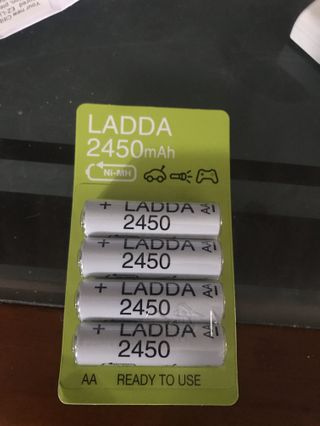 LADDA
2450mAh
Ni-MH
+ LADDA AA
2450
+ LADDA AA
2450
+ LADDA AA
2450
+ LADDA AA
2450
AA READY TO USE